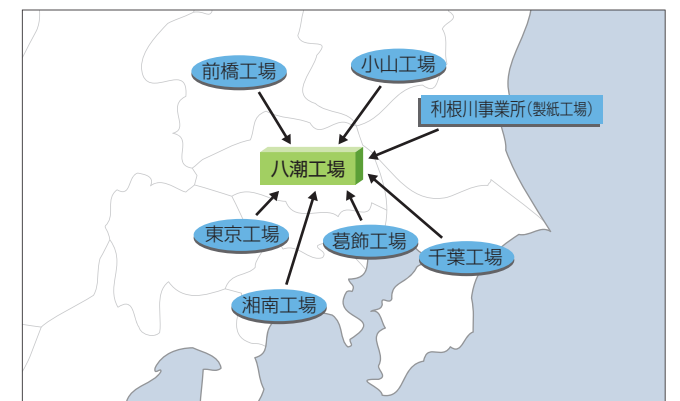 前橋工場
小山工場
利根川事業所(製紙工場)
八潮工場
東京工場
葛飾工場
千葉工場
湘南工場